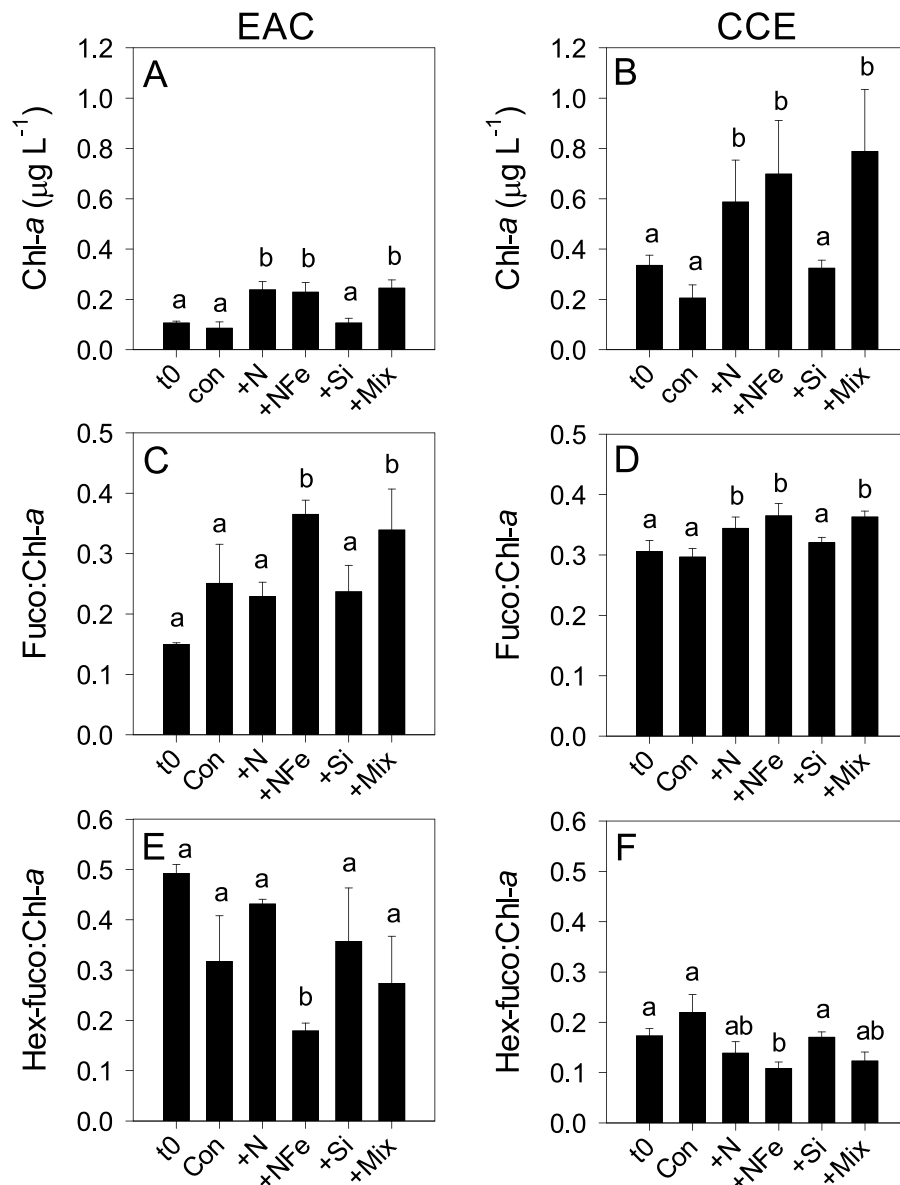 EAC
CCE
A
Chl-a (µg L⁻¹)
1.2
1.0
0.8
0.6
0.4
0.2
0.0
a
a
b
b
a
b
t0
con
+N
+NFe
+Si
+Mix
B
Chl-a (µg L⁻¹)
1.2
1.0
0.8
0.6
0.4
0.2
0.0
a
a
b
b
a
b
t0
con
+N
+NFe
+Si
+Mix
C
Fuco:Chl-a
0.5
0.4
0.3
0.2
0.1
0.0
a
a
a
b
a
b
t0
Con
+N
+NFe
+Si
+Mix
D
Fuco:Chl-a
0.5
0.4
0.3
0.2
0.1
0.0
a
a
b
b
a
b
t0
Con
+N
+NFe
+Si
+Mix
E
Hex-fuco:Chl-a
0.6
0.5
0.4
0.3
0.2
0.1
0.0
a
a
a
b
a
a
t0
Con
+N
+NFe
+Si
+Mix
F
Hex-fuco:Chl-a
0.6
0.5
0.4
0.3
0.2
0.1
0.0
a
a
ab
b
a
ab
t0
Con
+N
+NFe
+Si
+Mix